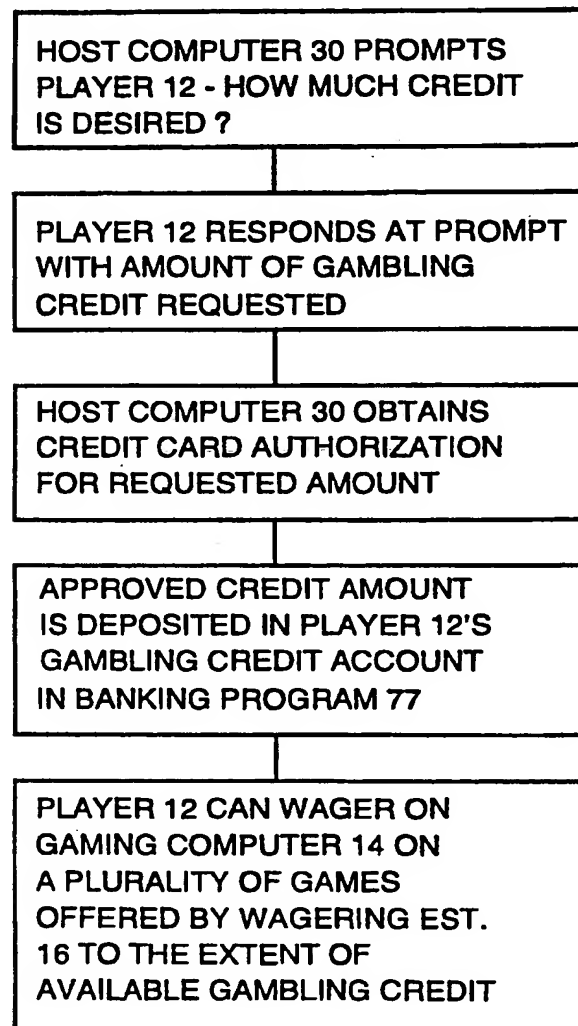 HOST COMPUTER 30 PROMPTS
PLAYER 12 - HOW MUCH CREDIT
IS DESIRED ?
PLAYER 12 RESPONDS AT PROMPT
WITH AMOUNT OF GAMBLING
CREDIT REQUESTED
HOST COMPUTER 30 OBTAINS
CREDIT CARD AUTHORIZATION
FOR REQUESTED AMOUNT
APPROVED CREDIT AMOUNT
IS DEPOSITED IN PLAYER 12'S
GAMBLING CREDIT ACCOUNT
IN BANKING PROGRAM 77
PLAYER 12 CAN WAGER ON
GAMING COMPUTER 14 ON
A PLURALITY OF GAMES
OFFERED BY WAGERING EST.
16 TO THE EXTENT OF
AVAILABLE GAMBLING CREDIT